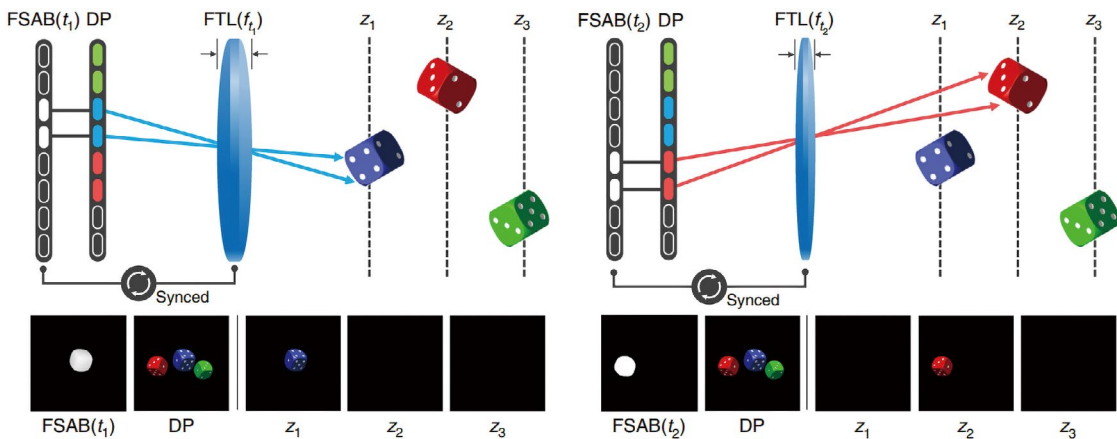 FSAB(t₁) DP FTL(fₜ₁) z₁ z₂ z₃
Synced
FSAB(t₁) DP z₁ z₂ z₃
FSAB(t₂) DP FTL(fₜ₂) z₁ z₂ z₃
Synced
FSAB(t₂) DP z₁ z₂ z₃